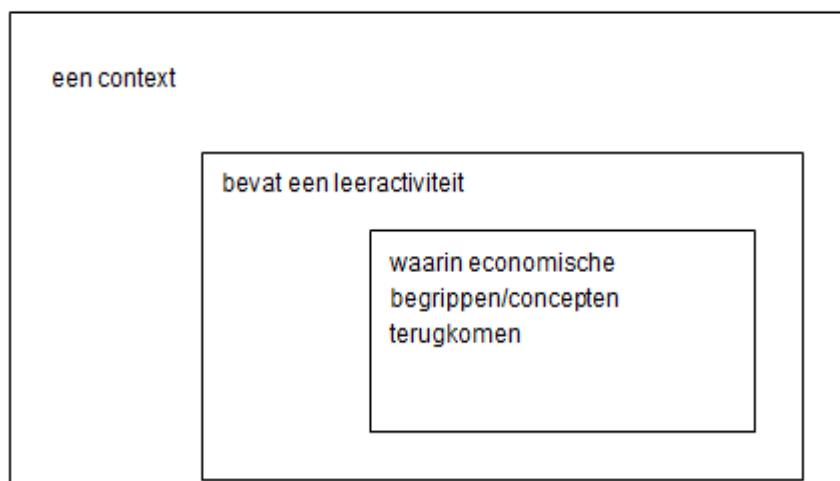 een context
bevat een leeractiviteit
waarin economische
begrippen/concepten
terugkomen